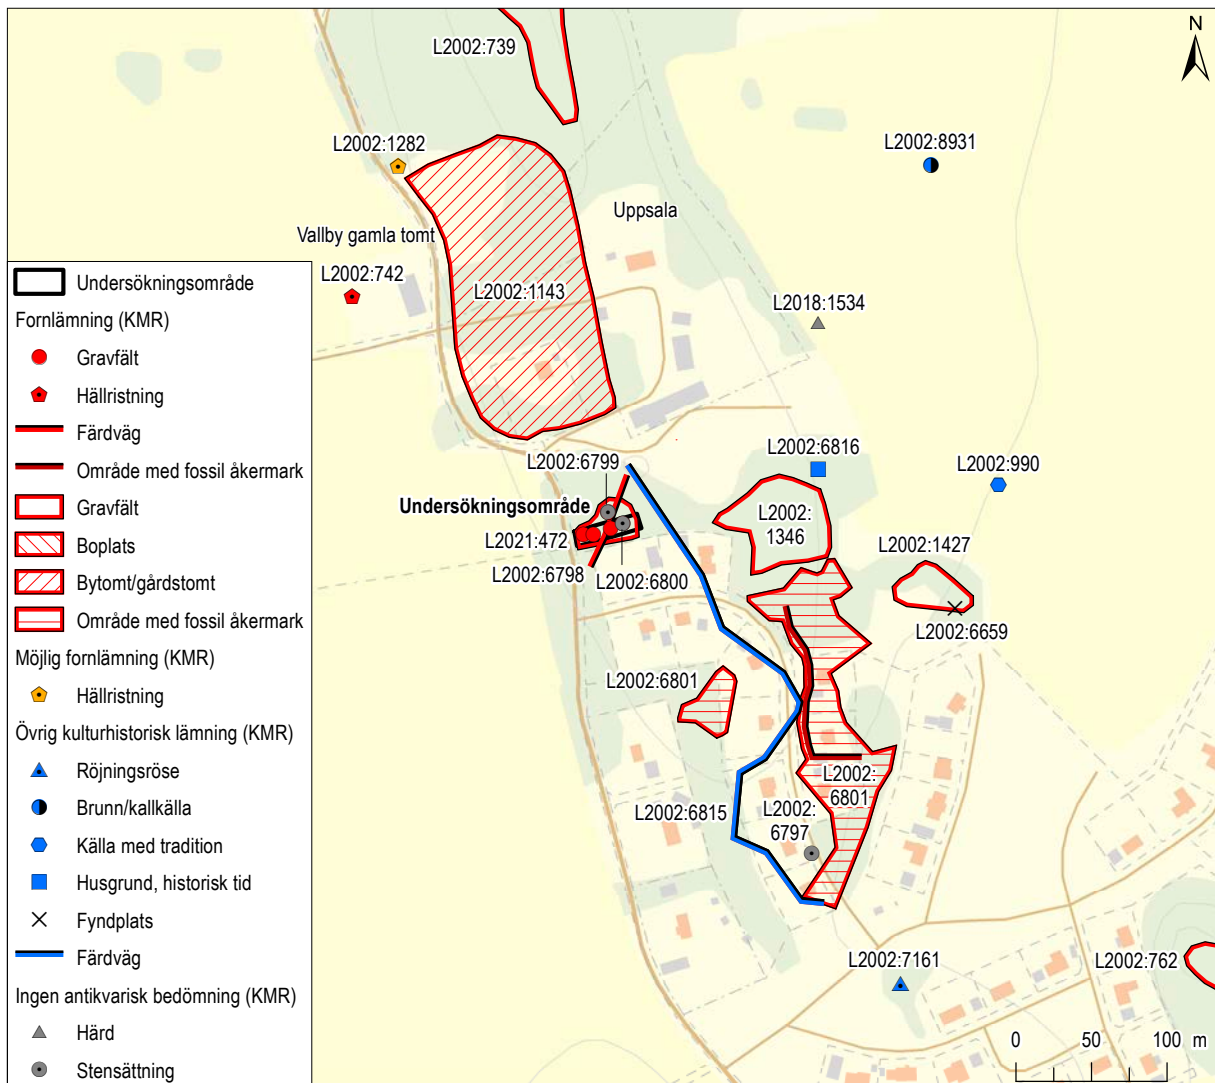 N
L2002:739
L2002:1282
L2002:8931
Uppsala
Vallby gamla tomt
L2002:742
L2002:1143
L2018:1534
L2002:6799
L2002:6816
L2002:990
Undersökningsområde
L2002:
1346
L2021:472
L2002:1427
L2002:6798
L2002:6800
L2002:6659
L2002:6801
L2002:
6801
L2002:6815
L2002:
6797
L2002:7161
L2002:762
0 50 100 m
Undersökningsområde
Fornlämning (KMR)
Gravfält
Hällristning
Färdväg
Område med fossil åkermark
Gravfält
Boplats
Bytomt/gårdstomt
Område med fossil åkermark
Möjlig fornlämning (KMR)
Hällristning
Övrig kulturhistorisk lämning (KMR)
Röjningsröse
Brunn/kallkälla
Källa med tradition
Husgrund, historisk tid
Fyndplats
Färdväg
Ingen antikvarisk bedömning (KMR)
Härd
Stensättning